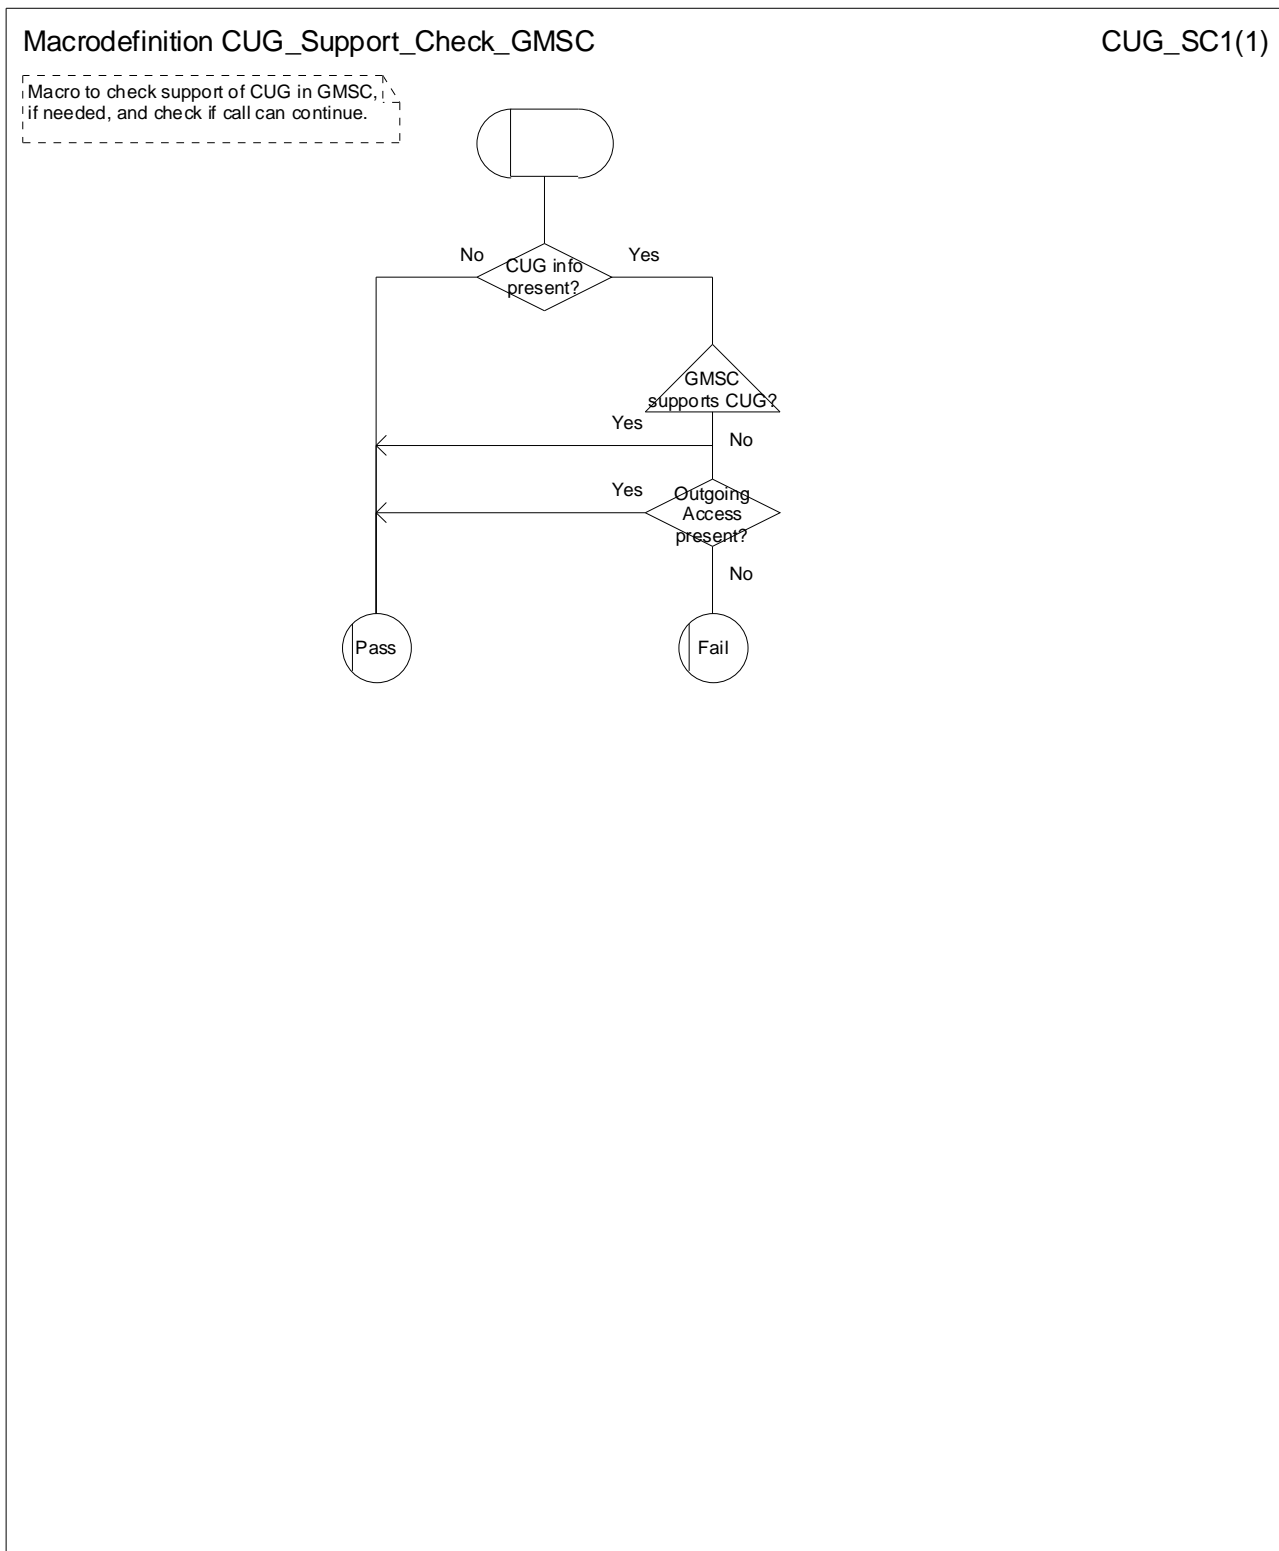 Macrodefinition CUG_Support_Check_GMSC
CUG_SC1(1)
Macro to check support of CUG in GMSC,
if needed, and check if call can continue.
No
Yes
CUG info
present?
GMSC
supports CUG?
Yes
No
Yes
Outgoing
Access
present?
No
Pass
Fail